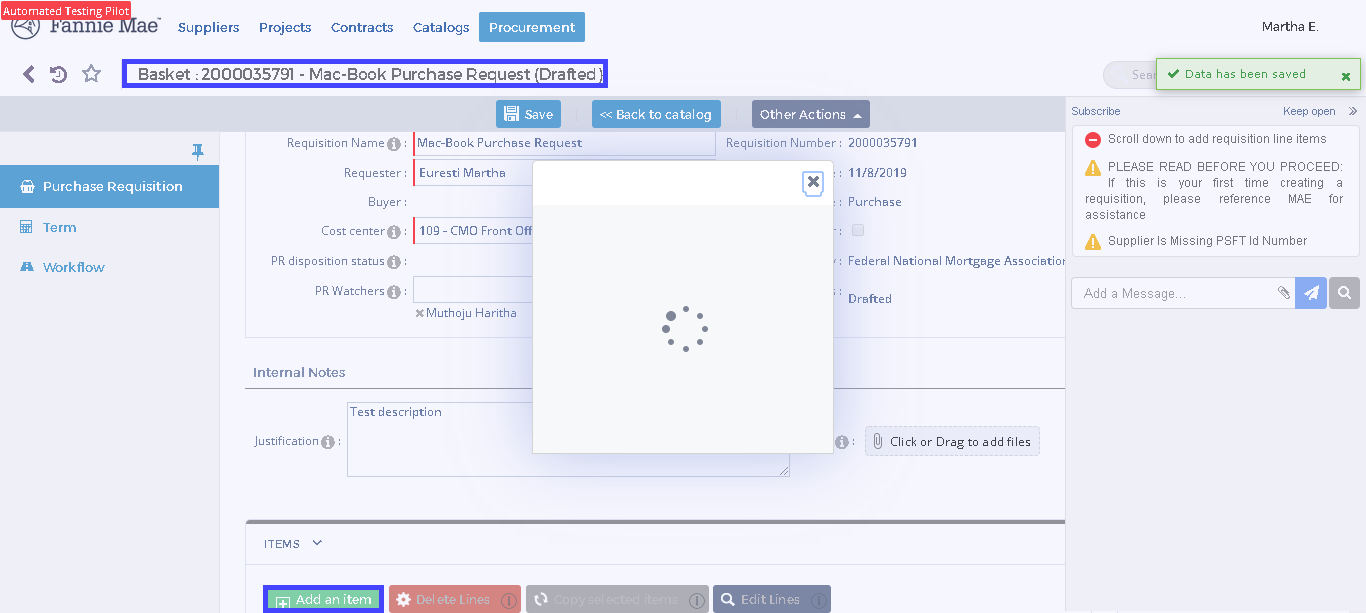 Automated Testing Pilot
Fannie Mae
Suppliers Projects Contracts Catalogs Procurement
Martha E.
Basket : 2000035791 - Mac-Book Purchase Request (Drafted)
Sear
Data has been saved
Save << Back to catalog Other Actions
Subscribe Keep open
Requisition Name : Mac-Book Purchase Request Requisition Number : 2000035791
Requester : Euresti Martha : 11/8/2019
Buyer : : Purchase
Cost center : 109 - CMO Front Off
PR disposition status : Federal National Mortgage Association
PR Watchers : Drafted
Muthoju Haritha
Purchase Requisition
Term
Workflow
Scroll down to add requisition line items
PLEASE READ BEFORE YOU PROCEED:
If this is your first time creating a
requisition, please reference MAE for
assistance
Supplier Is Missing PSFT Id Number
Add a Message...
Internal Notes
Test description
Justification : : Click or Drag to add files
ITEMS
Add an item Delete Lines Copy selected items Edit Lines